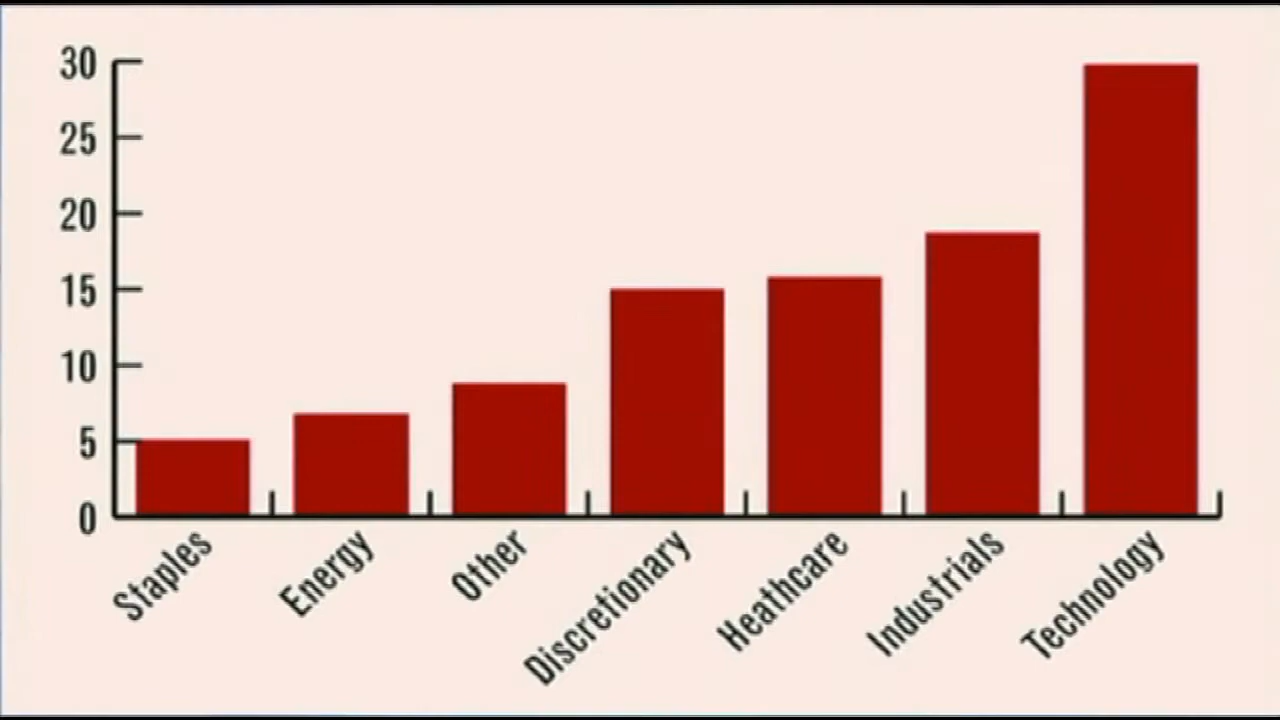 30
25
20
15
10
5
0
Staples
Energy
Other
Discretionary
Heathcare
Industrials
Technology